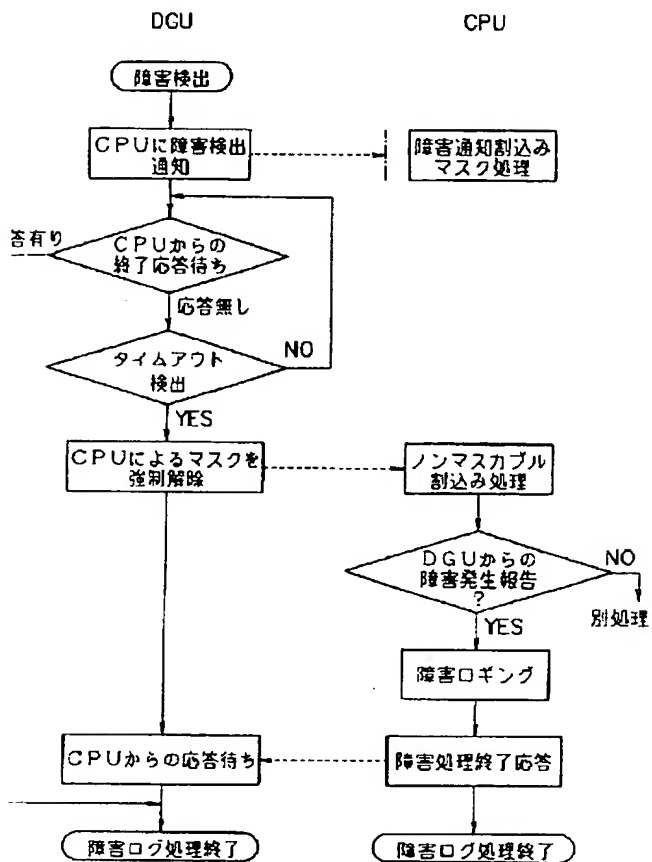 DGU
CPU
障害検出
CPUに障害検出
通知
障害通知割込み
マスク処理
答有り
CPUからの
終了応答待ち
応答無し
タイムアウト
検出
NO
YES
CPUによるマスクを
強制解除
ノンマスカブル
割込み処理
DGUからの
障害発生報告
?
NO
別処理
YES
障害ロギング
CPUからの応答待ち
障害処理終了応答
障害ログ処理終了
障害ログ処理終了